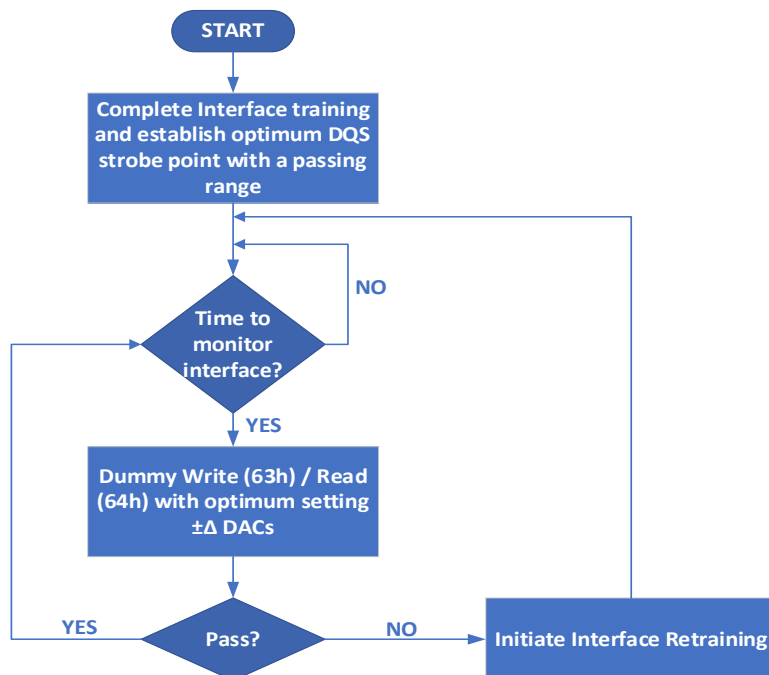 START
Complete Interface training
and establish optimum DQS
strobe point with a passing
range
NO
Time to
monitor
interface?
YES
Dummy Write (63h) / Read
(64h) with optimum setting
±Δ DACs
YES
Pass?
NO
Initiate Interface Retraining